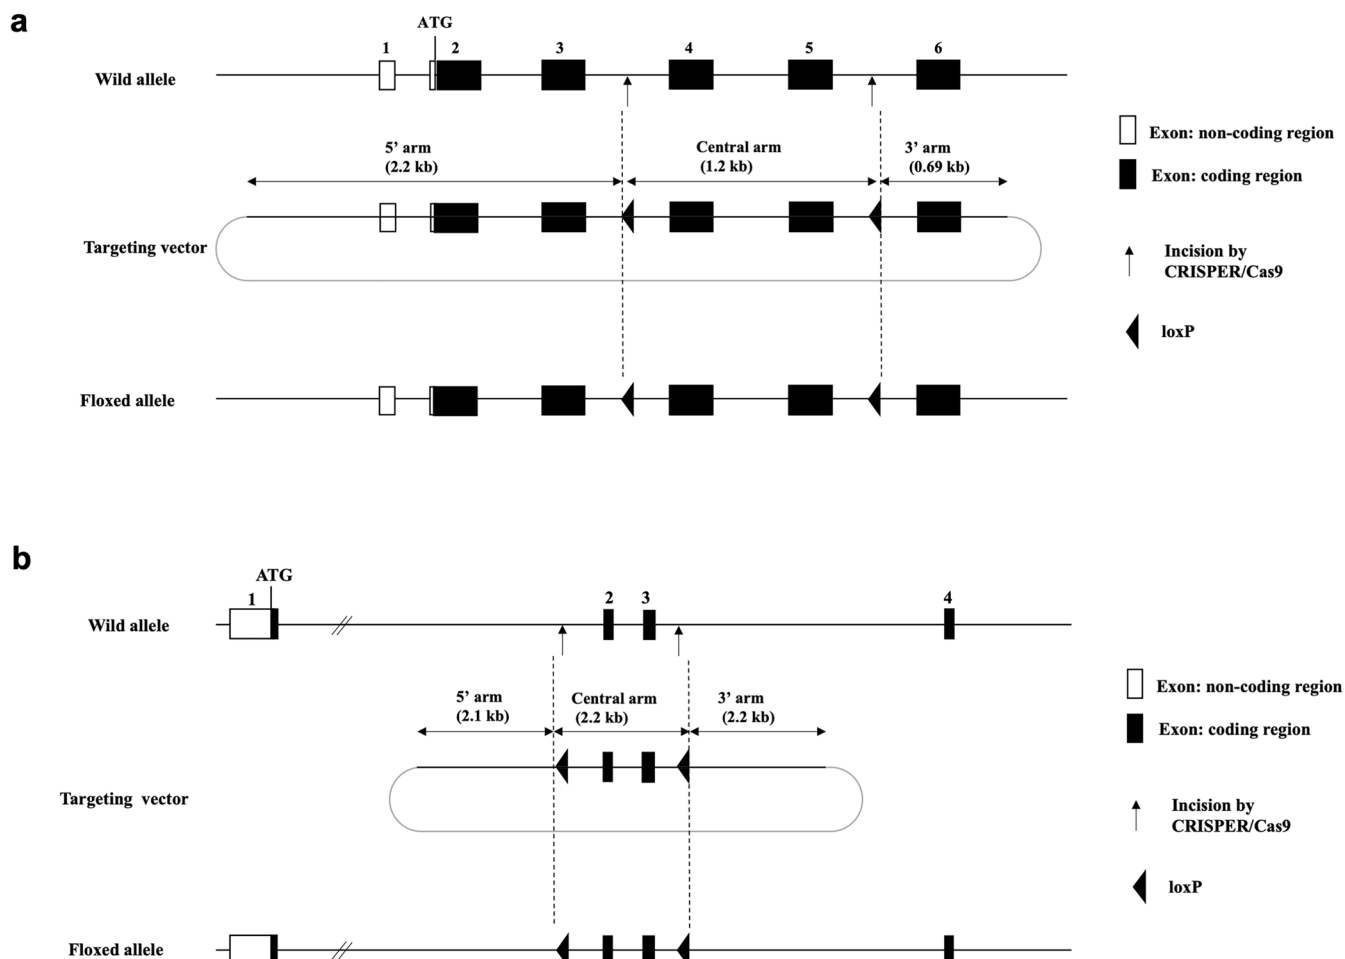 a
ATG
1 2 3 4 5 6
Wild allele
5’ arm
(2.2 kb)
Central arm
(1.2 kb)
3’ arm
(0.69 kb)
Targeting vector
Floxed allele
Exon: non-coding region
Exon: coding region
Incision by
CRISPER/Cas9
loxP
b
ATG
1 2 3 4
Wild allele
5’ arm
(2.1 kb)
Central arm
(2.2 kb)
3’ arm
(2.2 kb)
Targeting vector
Floxed allele
Exon: non-coding region
Exon: coding region
Incision by
CRISPER/Cas9
loxP